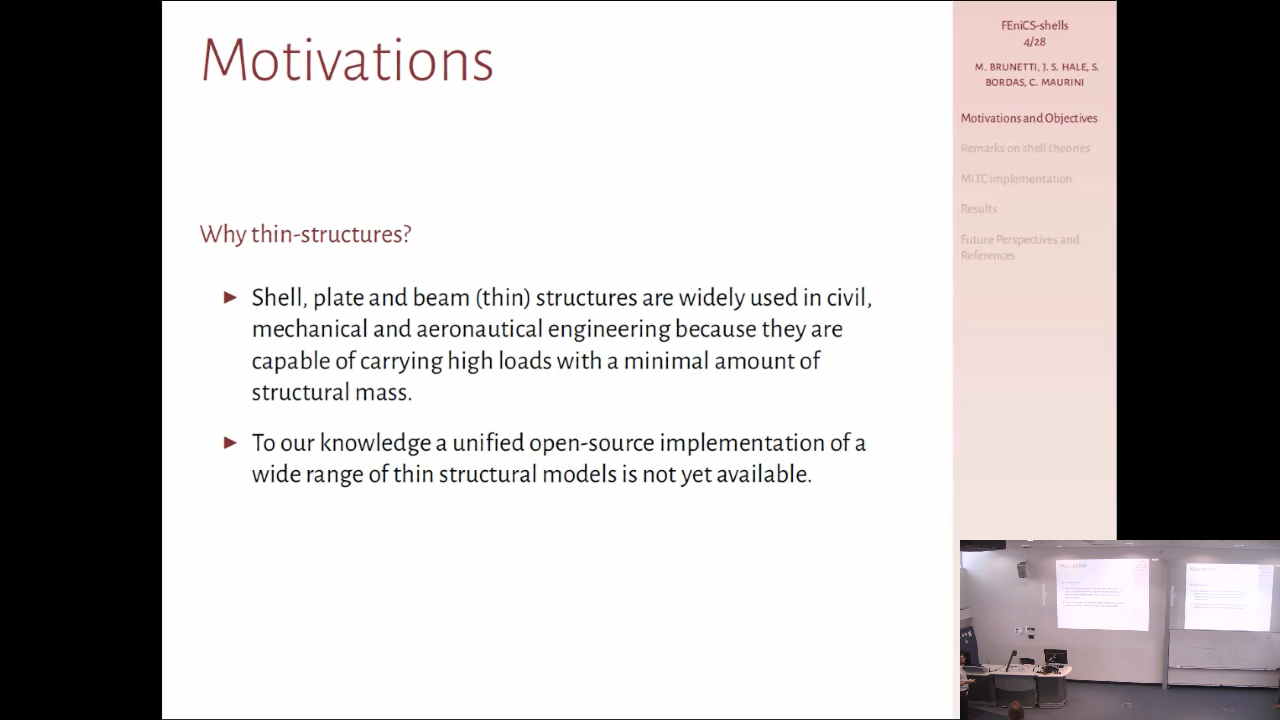 Motivations
Why thin-structures?
► Shell, plate and beam (thin) structures are widely used in civil,
mechanical and aeronautical engineering because they are
capable of carrying high loads with a minimal amount of
structural mass.
► To our knowledge a unified open-source implementation of a
wide range of thin structural models is not yet available.
FEniCS-shells
4/28
M. BRUNETTI, J. S. HALE, S.
BORDAS, C. MAURINI
Motivations and Objectives
Remarks on shell theories
MITC implementation
Results
Future Perspectives and
References